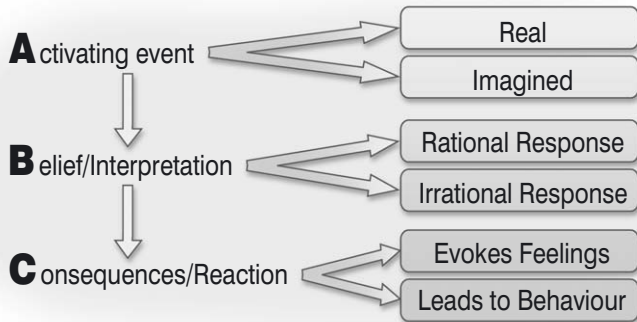 Activating event
Real
Imagined
Belief/Interpretation
Rational Response
Irrational Response
Consequences/Reaction
Evokes Feelings
Leads to Behaviour